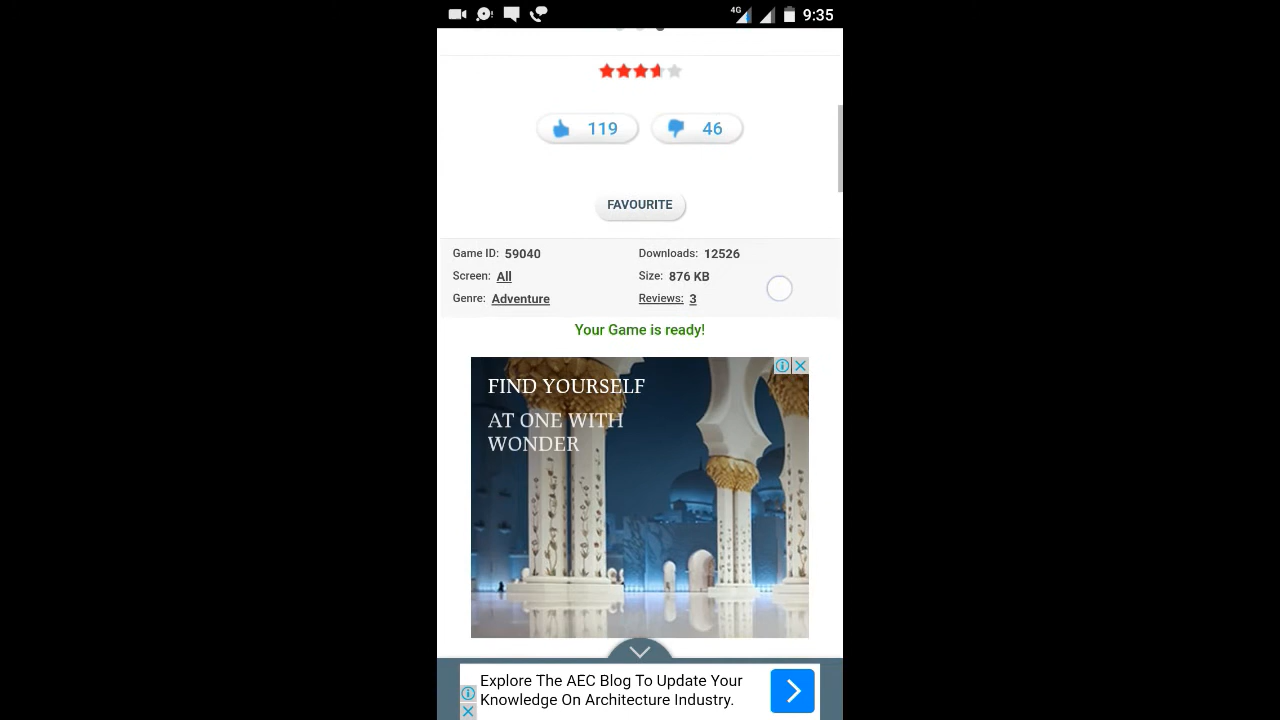 4G 9:35
119 46
FAVOURITE
Game ID: 59040 Downloads: 12526
Screen: All Size: 876 KB
Genre: Adventure Reviews: 3
Your Game is ready!
FIND YOURSELF
AT ONE WITH
WONDER
Explore The AEC Blog To Update Your
Knowledge On Architecture Industry.